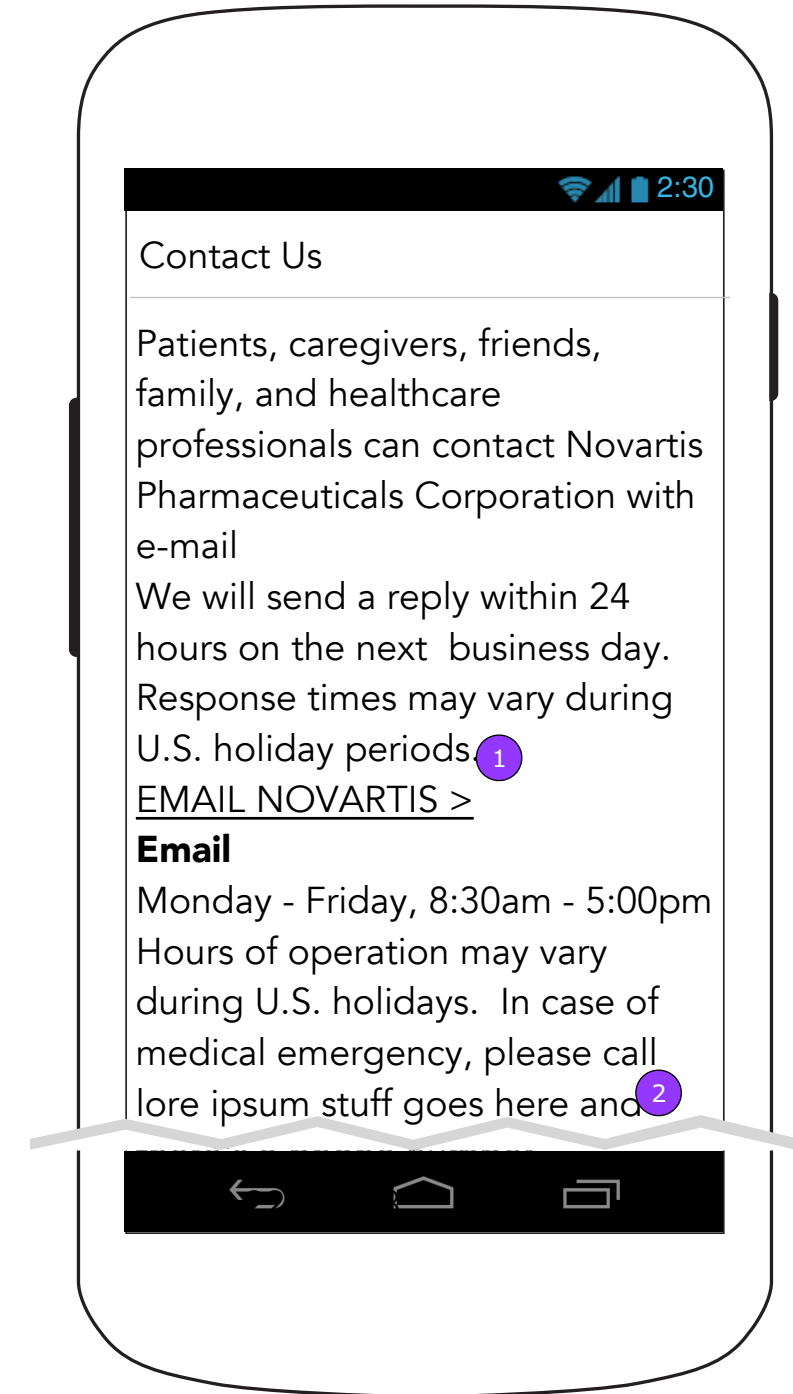 2:30
Contact Us
Patients, caregivers, friends,
family, and healthcare
professionals can contact Novartis
Pharmaceuticals Corporation with
e-mail
We will send a reply within 24
hours on the next  business day.
Response times may vary during
U.S. holiday periods.
1
EMAIL NOVARTIS >
Email
Monday - Friday, 8:30am - 5:00pm
Hours of operation may vary
during U.S. holidays.  In case of
medical emergency, please call
lore ipsum stuff goes here and
2